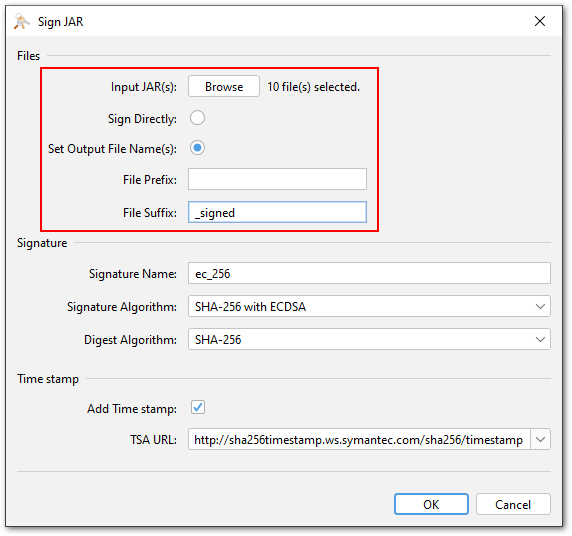 Sign JAR
Files
Input JAR(s): Browse 10 file(s) selected.
Sign Directly:
Set Output File Name(s):
File Prefix:
File Suffix: _signed
Signature
Signature Name: ec_256
Signature Algorithm: SHA-256 with ECDSA
Digest Algorithm: SHA-256
Time stamp
Add Time stamp:
TSA URL: http://sha256timestamp.ws.symantec.com/sha256/timestamp
OK Cancel